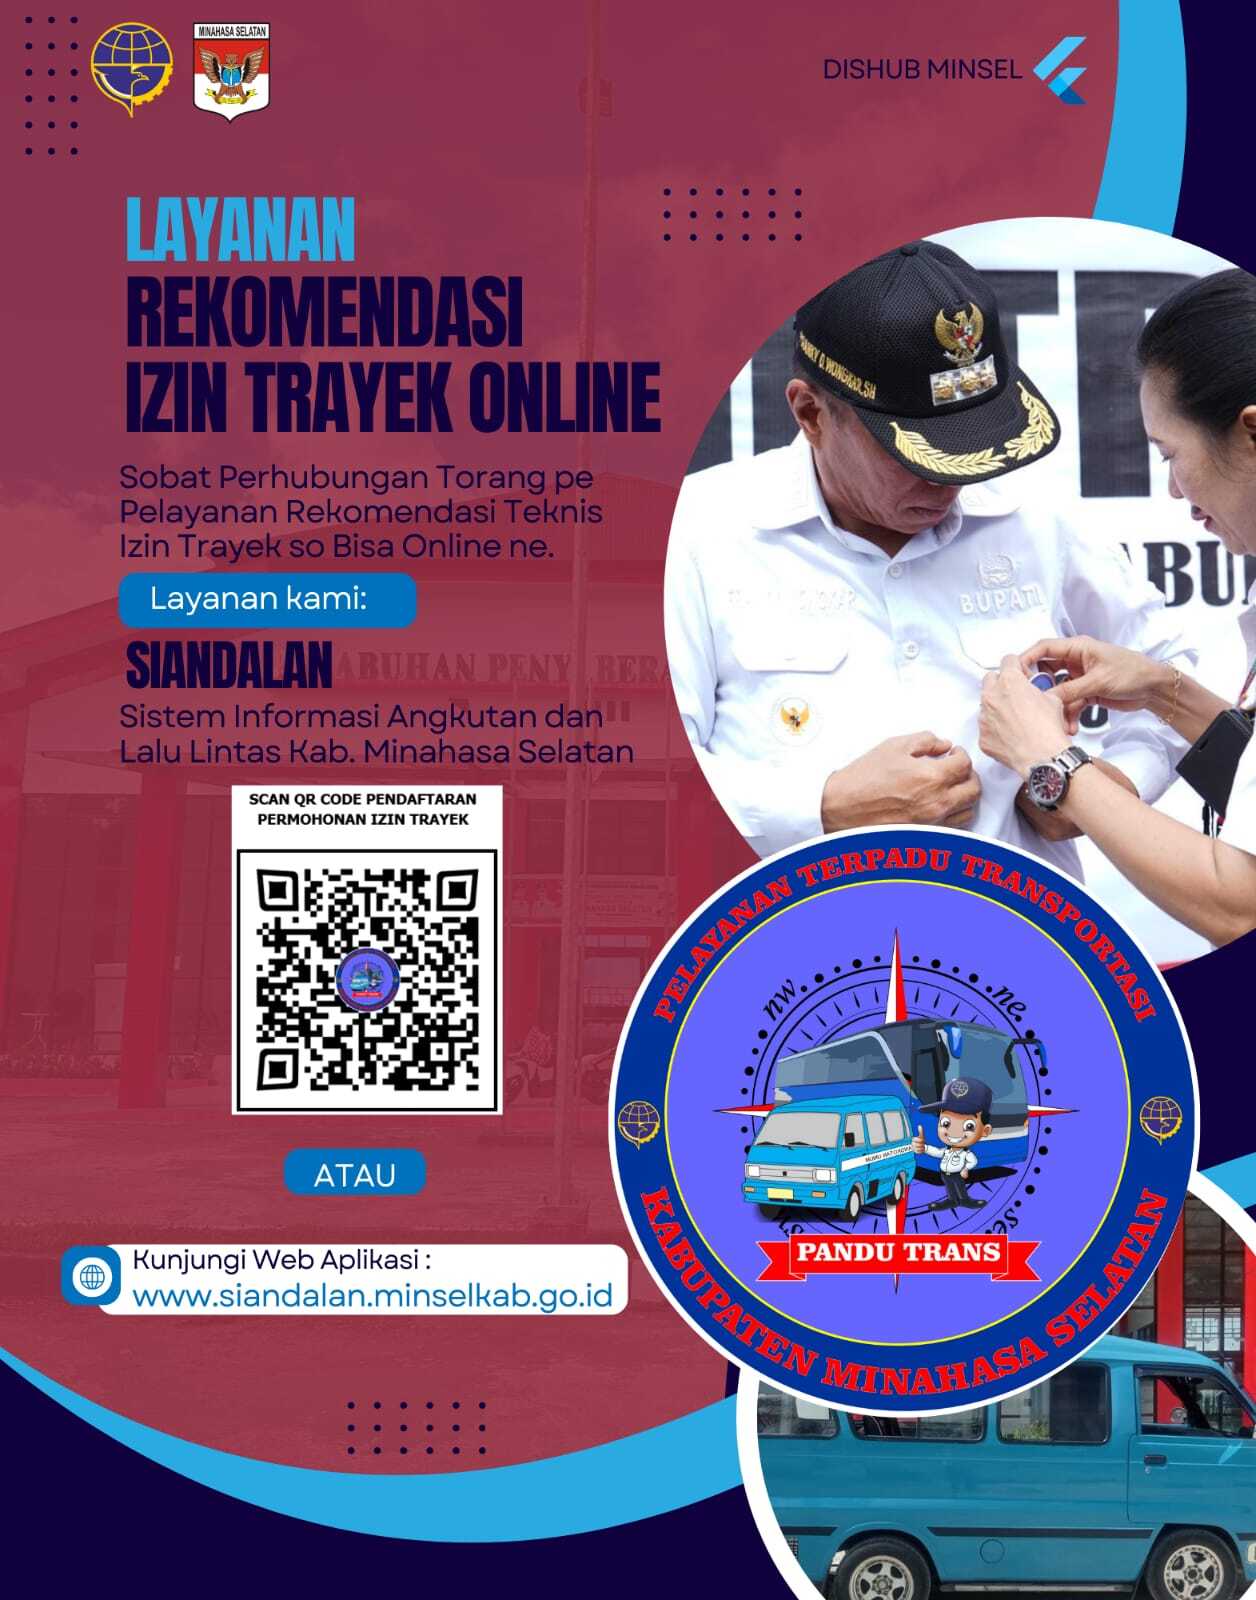 MINAHASA SELATAN
DISHUB MINSEL
LAYANAN
REKOMENDASI
IZIN TRAYEK ONLINE
Sobat Perhubungan Torang pe
Pelayanan Rekomendasi Teknis
Izin Trayek so Bisa Online ne.
Layanan kami:
SIANDALAN
Sistem Informasi Angkutan dan
Lalu Lintas Kab. Minahasa Selatan
SCAN QR CODE PENDAFTARAN
PERMOHONAN IZIN TRAYEK
ATAU
Kunjungi Web Aplikasi :
www.siandalan.minselkab.go.id
BUPATI
PELAYANAN TERPADU TRANSPORTASI
nw.
.ne.
.se.
PANDU TRANS
KABUPATEN MINAHASA SELATAN